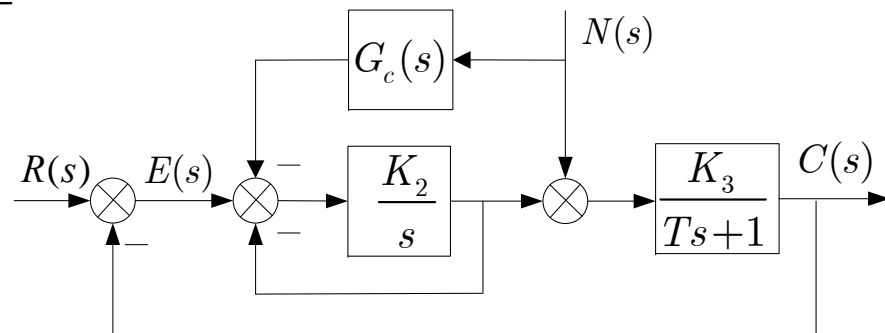 N(s)
G_c(s)
−
R(s)
E(s)
K_2
s
K_3
Ts+1
C(s)
−
−